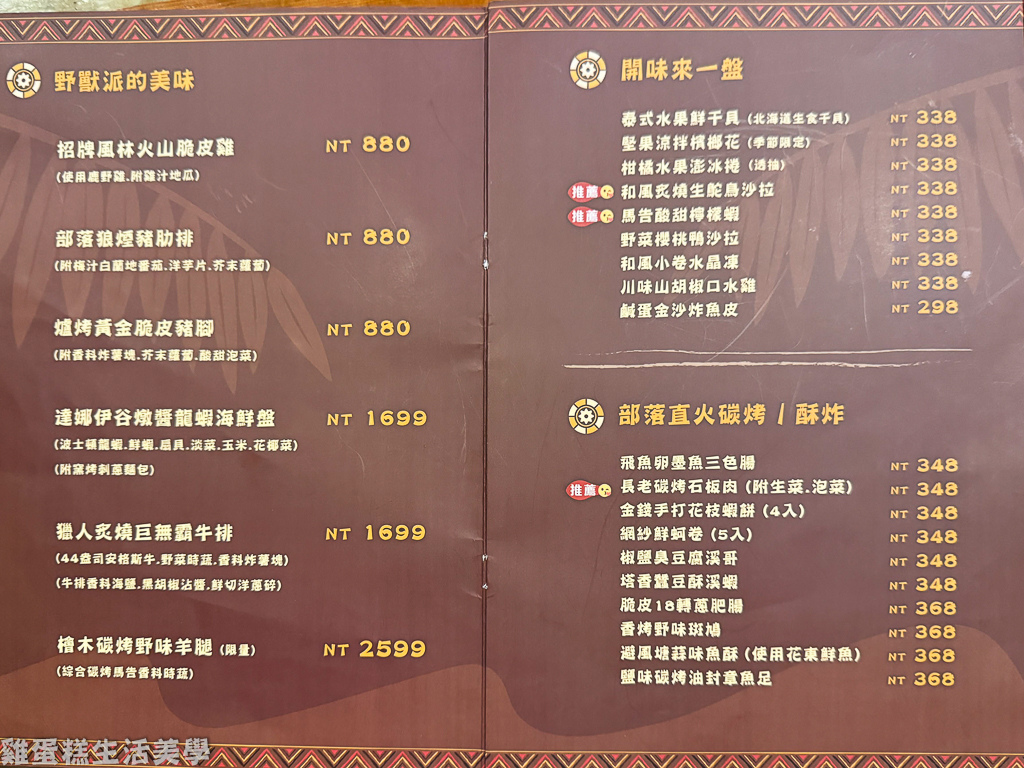 野獸派的美味
招牌風林火山脆皮雞 NT 880
(使用鹿野雞.附雞汁地瓜)
部落狼煙豬肋排 NT 880
(附梅汁白蘭地番茄.洋芋片.芥末蘿蔔)
爐烤黃金脆皮豬腳 NT 880
(附香料炸薯塊.芥末蘿蔔.酸甜泡菜)
達娜伊谷燉醬龍蝦海鮮盤 NT 1699
(波士頓龍蝦.鮮蝦.扇貝.淡菜.玉米.花椰菜)
(附窯烤刺蔥麵包)
獵人炙燒巨無霸牛排 NT 1699
(44盎司安格斯牛.野菜時蔬.香料炸薯塊)
(牛排香料海鹽.黑胡椒沾醬.鮮切洋蔥碎)
檜木碳烤野味羊腿 (限量) NT 2599
(綜合碳烤馬告香料時蔬)
開味來一盤
泰式水果鮮干貝 (北海道生食干貝) NT 338
堅果涼拌檳榔花 (季節限定) NT 338
柑橘水果澎冰捲 (透抽) NT 338
推薦 和風炙燒生鴕鳥沙拉 NT 338
推薦 馬告酸甜檸檬蝦 NT 338
野菜櫻桃鴨沙拉 NT 338
和風小卷水晶凍 NT 338
川味山胡椒口水雞 NT 338
鹹蛋金沙炸魚皮 NT 298
部落直火碳烤 / 酥炸
飛魚卵墨魚三色腸 NT 348
推薦 長老碳烤石板肉 (附生菜.泡菜) NT 348
金錢手打花枝蝦餅 (4入) NT 348
網紗鮮蚵卷 (5入) NT 348
椒鹽臭豆腐溪哥 NT 348
塔香蠶豆酥溪蝦 NT 348
脆皮18轉蔥肥腸 NT 368
香烤野味斑鳩 NT 368
避風塘蒜味魚酥 (使用花東鮮魚) NT 368
鹽味碳烤油封章魚足 NT 368
雞蛋糕生活美學